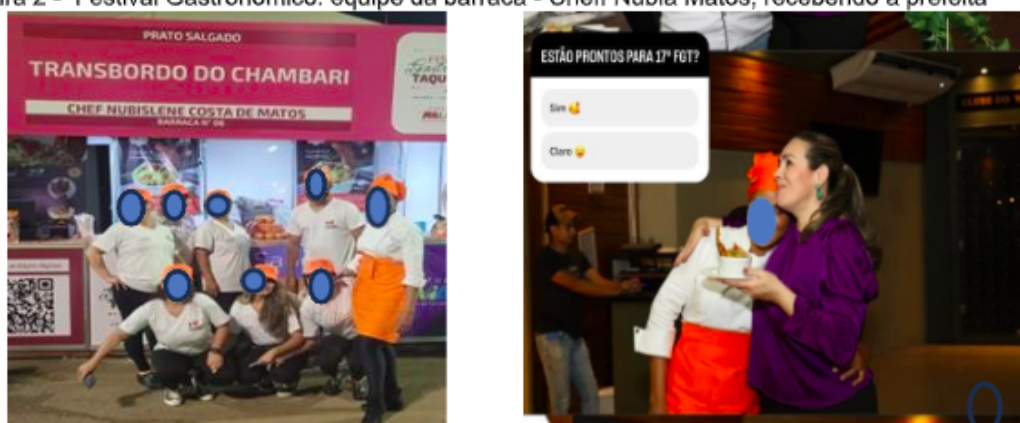 ra 2 - Festival Gastronômico: equipe da barraca - Cheff Núbia Matos, recebendo a prefeita
PRATO SALGADO
TRANSBORDO DO CHAMBARI
CHEF NUBISLENE COSTA DE MATOS
BARRACA Nº 06
TAQU
ESTÃO PRONTOS PARA 17º FGT?
Sim 🥰
Claro 😛